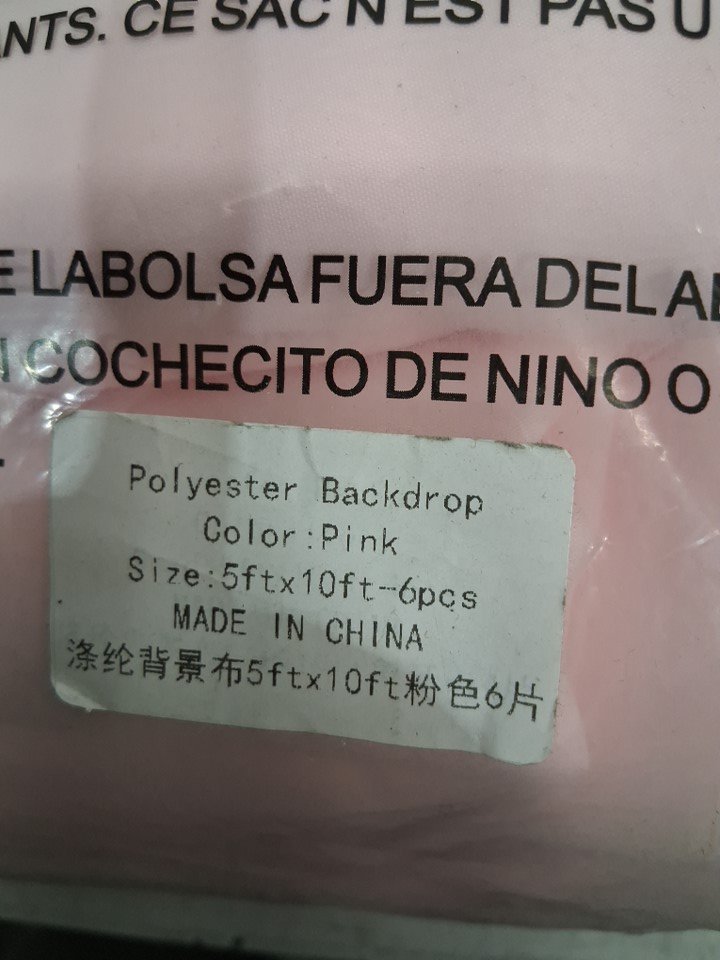 ANTS. CE SAC N'EST PAS U
E LABOLSA FUERA DEL
COCHECITO DE NINO O
Polyester Backdrop
Color:Pink
Size:5ftx10ft-6pcs
MADE IN CHINA
涤纶背景布5ftx10ft粉色6片